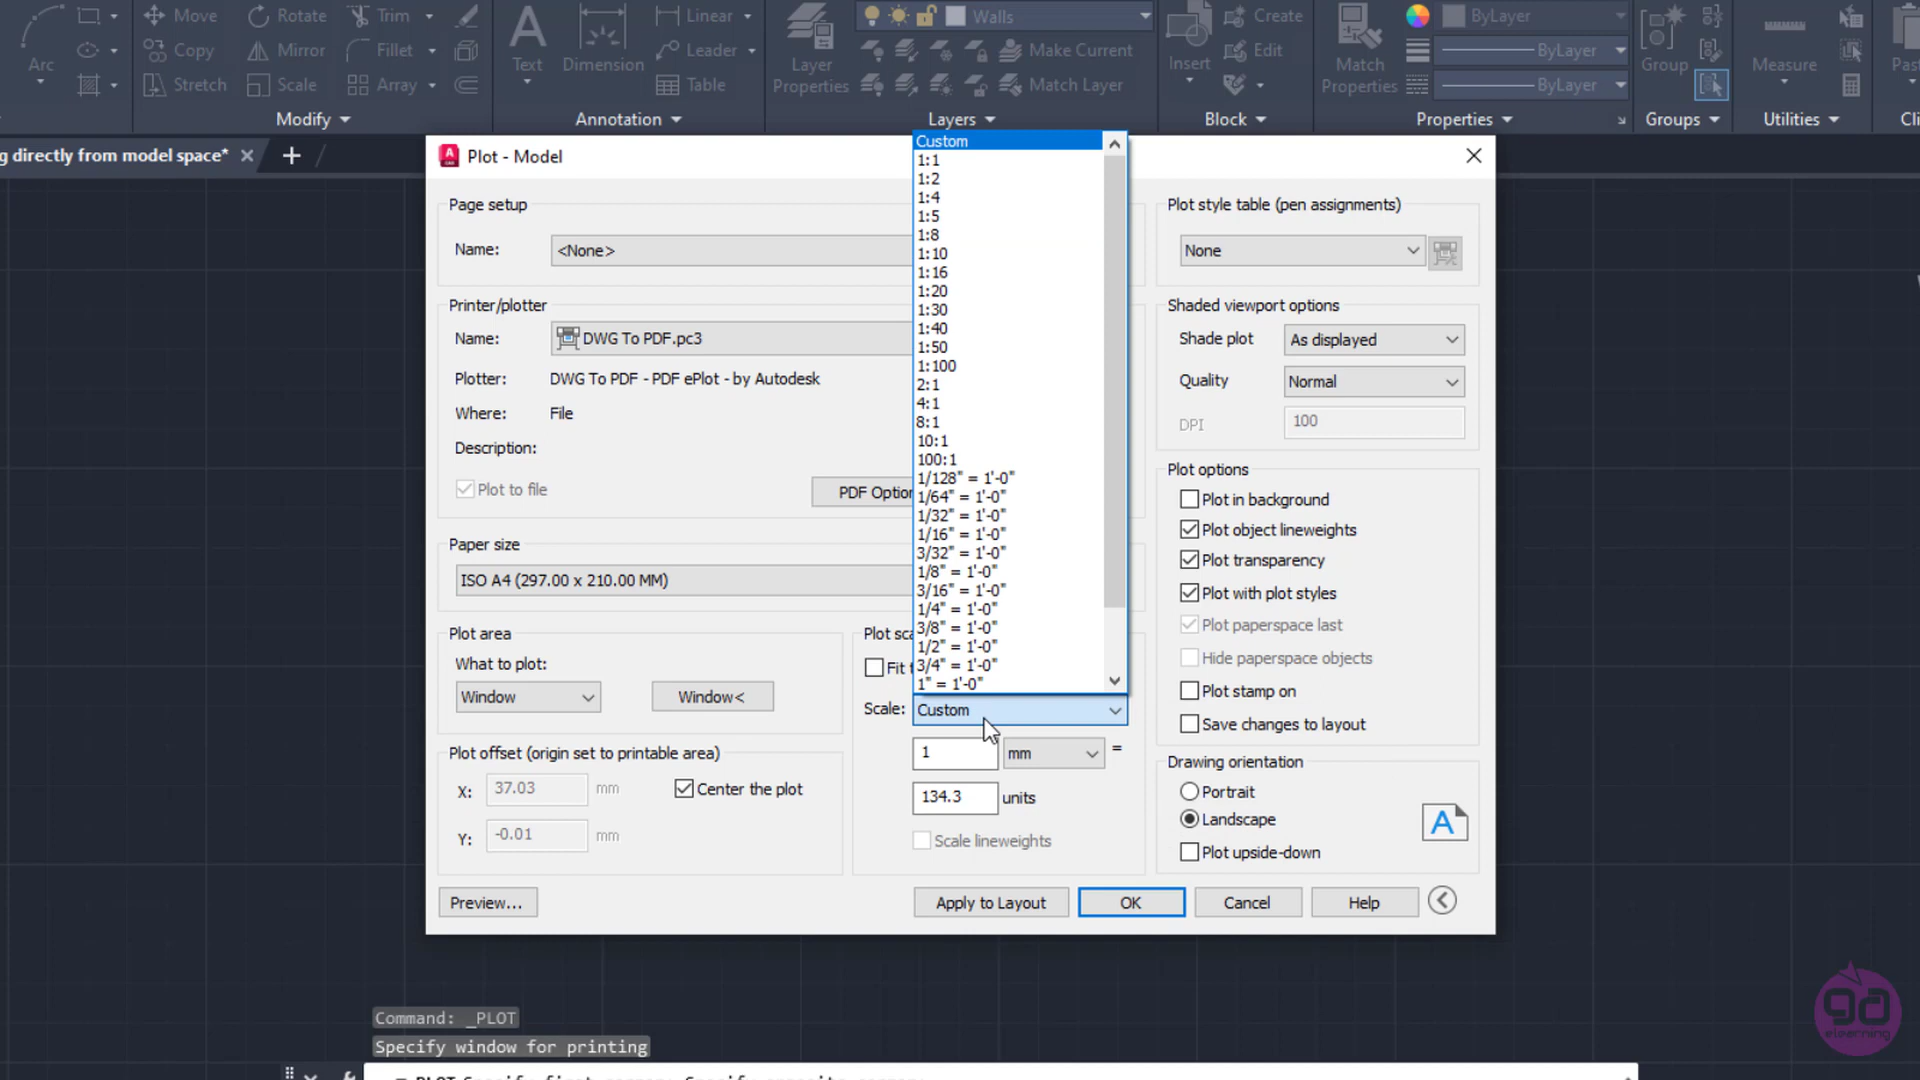 Move
Rotate
Trim
Linear
Walls
Create
ByLayer
Copy
Mirror
Fillet
Leader
Make Current
Edit
ByLayer
Arc
Text
Dimension
Layer
Properties
Insert
Match
Properties
Group
Measure
Stretch
Scale
Array
Table
Match Layer
ByLayer
Modify
Annotation
Layers
Block
Properties
Groups
Utilities
g directly from model space*
Plot - Model
Page setup
Name:
<None>
Printer/plotter
Name:
DWG To PDF.pc3
Plotter:
DWG To PDF - PDF ePlot - by Autodesk
Where:
File
Description:
Plot to file
PDF Option
Paper size
ISO A4 (297.00 x 210.00 MM)
Plot area
What to plot:
Window
Window<
Plot offset (origin set to printable area)
X:
37.03
mm
Center the plot
Y:
-0.01
mm
Custom
1:1
1:2
1:4
1:5
1:8
1:10
1:16
1:20
1:30
1:40
1:50
1:100
2:1
4:1
8:1
10:1
100:1
1/128" = 1'-0"
1/64" = 1'-0"
1/32" = 1'-0"
1/16" = 1'-0"
3/32" = 1'-0"
1/8" = 1'-0"
3/16" = 1'-0"
1/4" = 1'-0"
3/8" = 1'-0"
1/2" = 1'-0"
3/4" = 1'-0"
1" = 1'-0"
Plot sca
Fit
Scale:
Custom
1
mm
=
134.3
units
Scale lineweights
Plot style table (pen assignments)
None
Shaded viewport options
Shade plot
As displayed
Quality
Normal
DPI
100
Plot options
Plot in background
Plot object lineweights
Plot transparency
Plot with plot styles
Plot paperspace last
Hide paperspace objects
Plot stamp on
Save changes to layout
Drawing orientation
Portrait
Landscape
Plot upside-down
A
Preview...
Apply to Layout
OK
Cancel
Help
Command: _PLOT
Specify window for printing
PLOT Specify first corner: Specify opposite corner:
ga
elearning